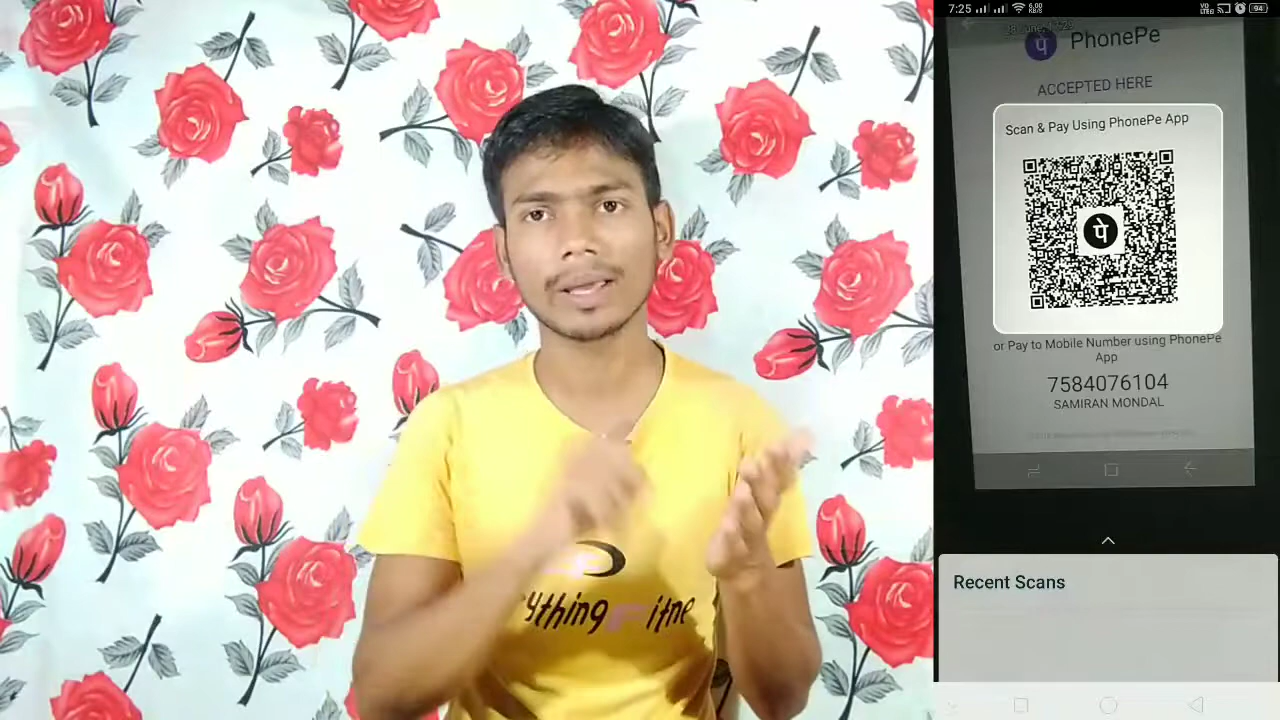 7:25
94
PhonePe
ACCEPTED HERE
Scan & Pay Using PhonePe App
or Pay to Mobile Number using PhonePe
App
7584076104
SAMIRAN MONDAL
Recent Scans
ything itne